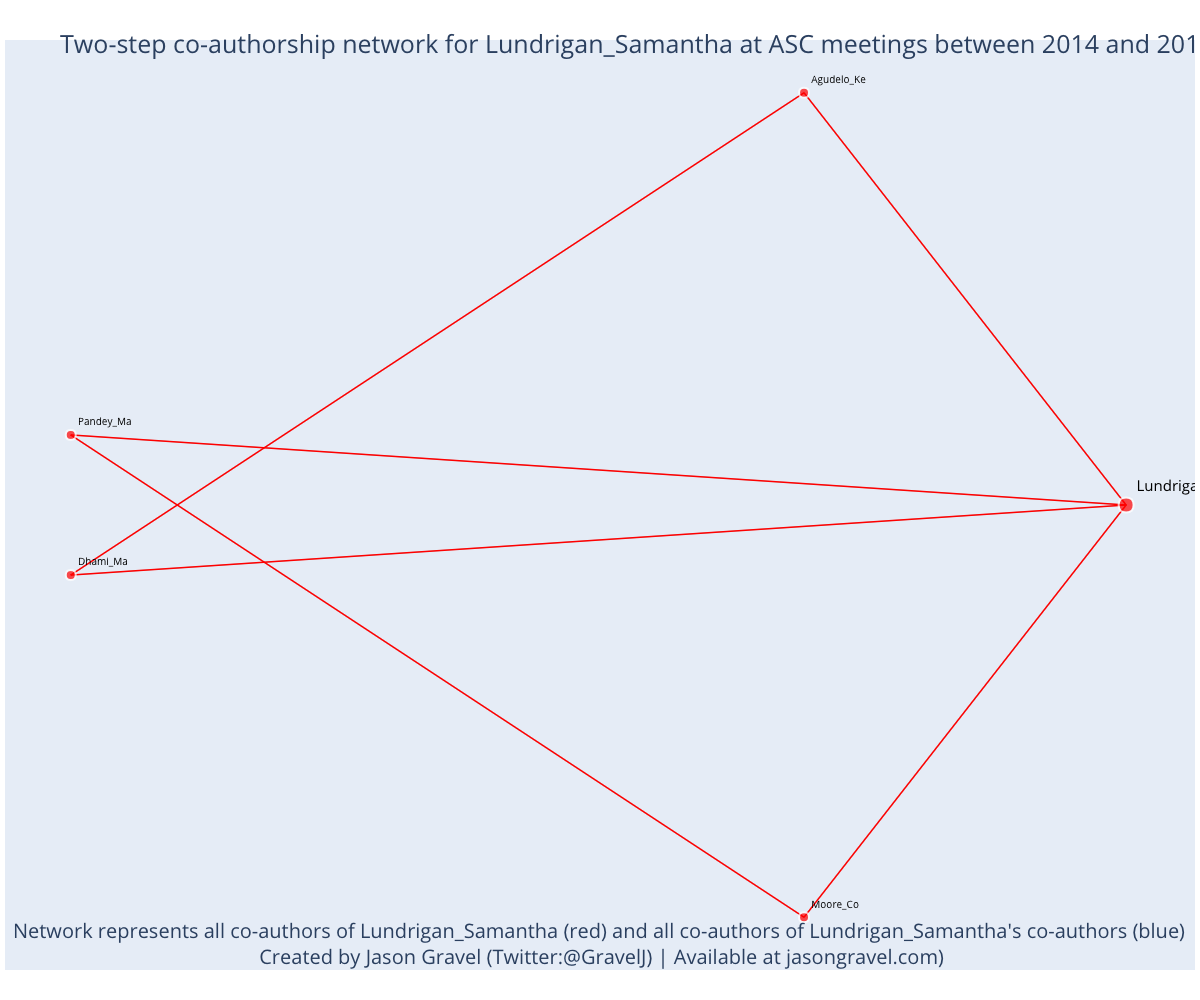 Two-step co-authorship network for Lundrigan_Samantha at ASC meetings between 2014 and 201
Agudelo_Ke
Pandey_Ma
Lundriga
Dhami_Ma
Moore_Co
Network represents all co-authors of Lundrigan_Samantha (red) and all co-authors of Lundrigan_Samantha's co-authors (blue)
Created by Jason Gravel (Twitter:@GravelJ) | Available at jasongravel.com)